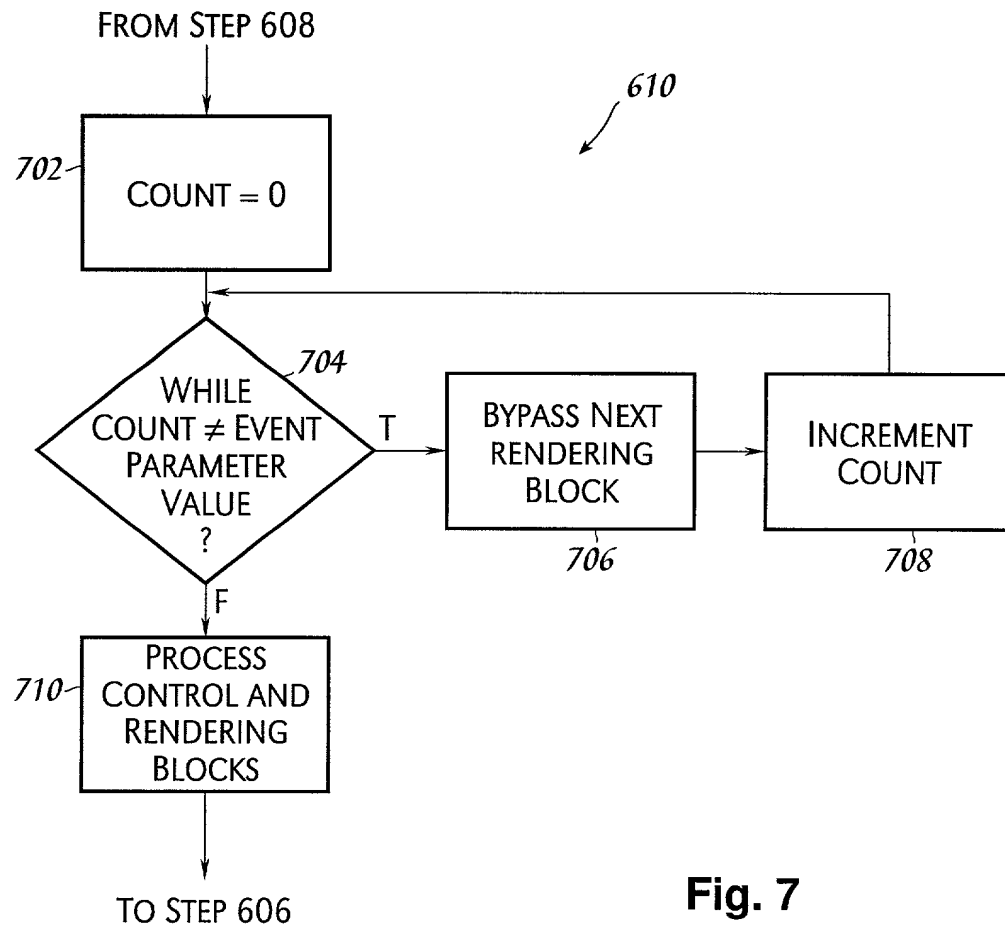 FROM STEP 608
610
702
COUNT = 0
704
WHILE
COUNT ≠ EVENT
PARAMETER
VALUE
?
T
BYPASS NEXT
RENDERING
BLOCK
706
INCREMENT
COUNT
708
F
710
PROCESS
CONTROL AND
RENDERING
BLOCKS
TO STEP 606
Fig. 7